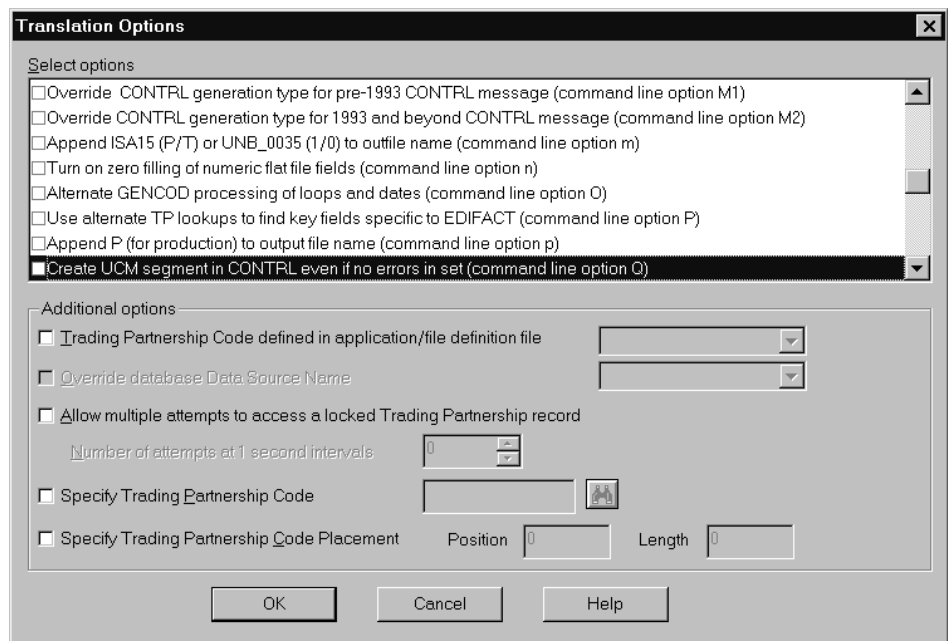 Translation Options
Select options
Override CONTRL generation type for pre-1993 CONTRL message (command line option M1)
Override CONTRL generation type for 1993 and beyond CONTRL message (command line option M2)
Append ISA15 (P/T) or UNB_0035 (1/0) to outfile name (command line option m)
Turn on zero filling of numeric flat file fields (command line option n)
Alternate GENCOD processing of loops and dates (command line option O)
Use alternate TP lookups to find key fields specific to EDIFACT (command line option P)
Append P (for production) to output file name (command line option p)
Create UCM segment in CONTRL even if no errors in set (command line option Q)
Additional options
Trading Partnership Code defined in application/file definition file
Override database Data Source Name
Allow multiple attempts to access a locked Trading Partnership record
Number of attempts at 1 second intervals 0
Specify Trading Partnership Code
Specify Trading Partnership Code Placement Position 0 Length 0
OK Cancel Help